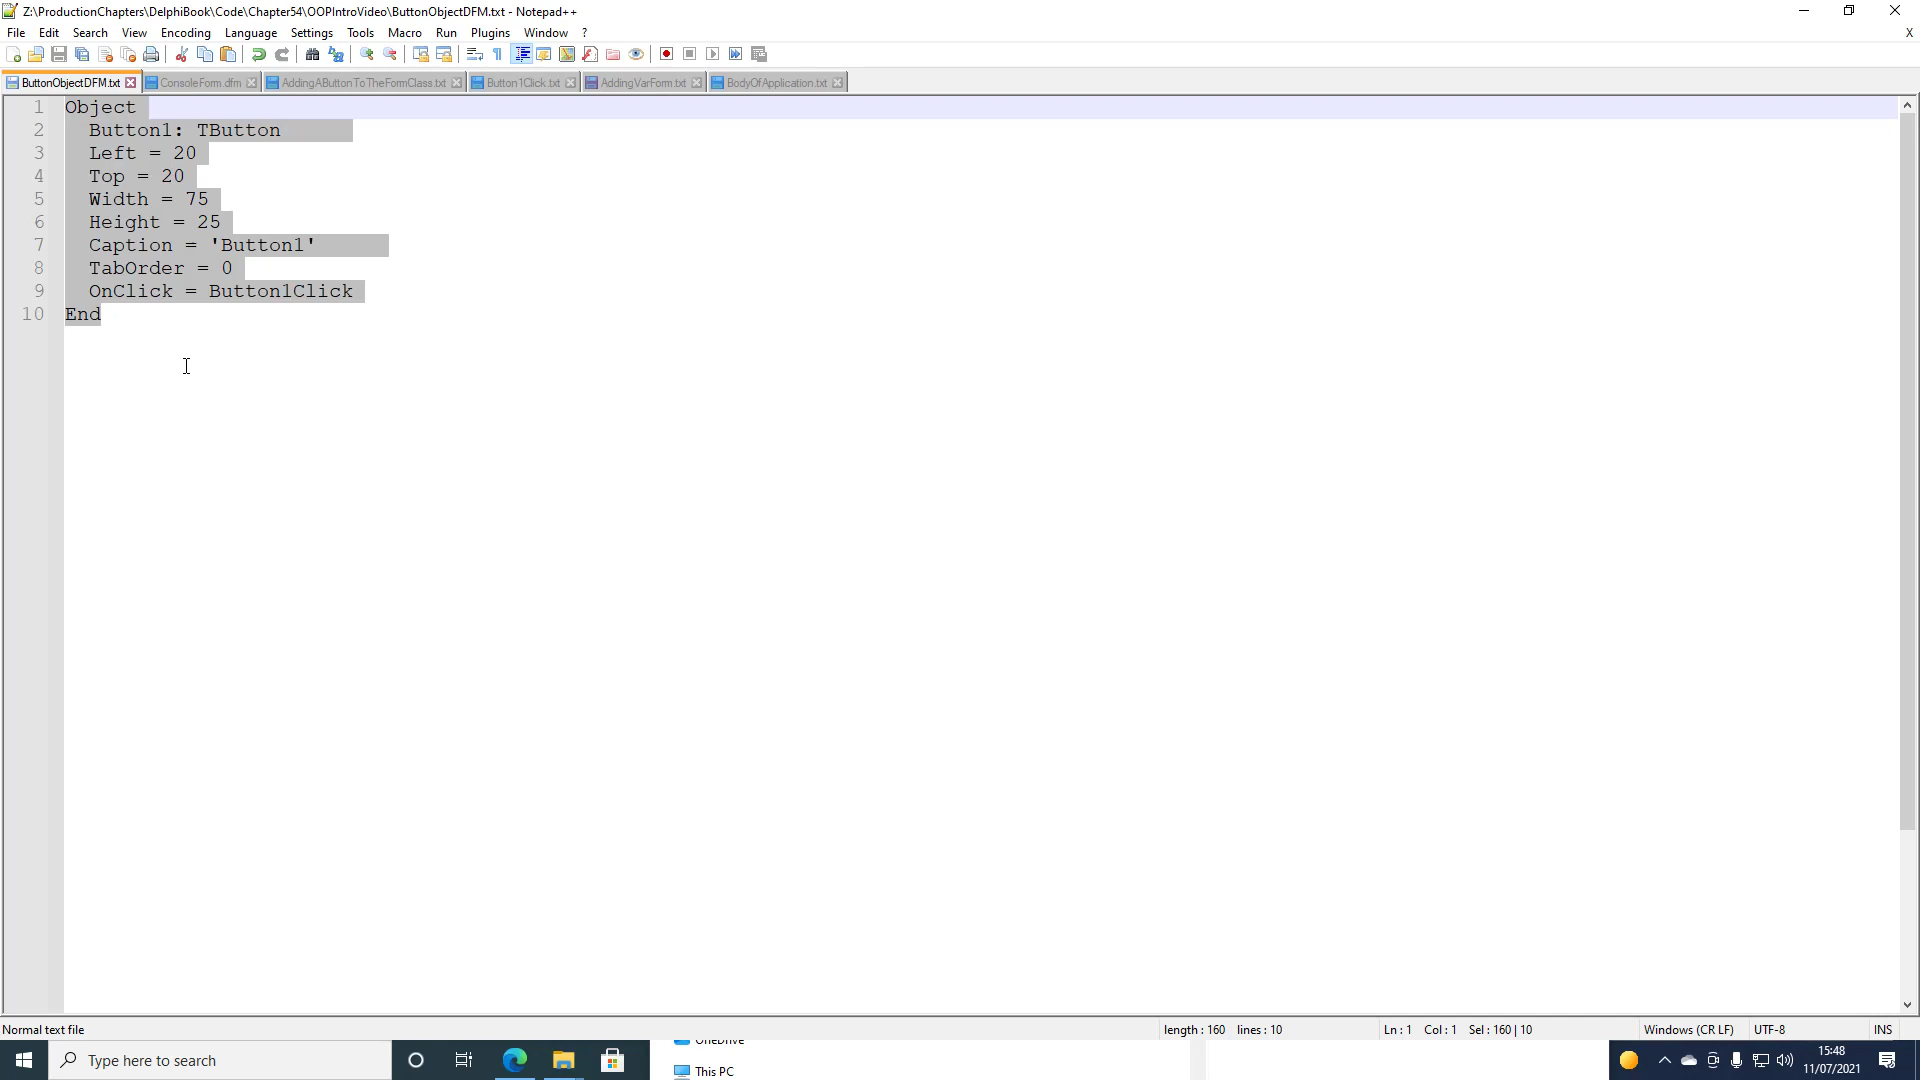 Z:\ProductionChapters\DelphiBook\Code\Chapter54\OOPIntroVideo\ButtonObjectDFM.txt - Notepad++
File Edit Search View Encoding Language Settings Tools Macro Run Plugins Window ? X
ButtonObjectDFM.txt ConsoleForm.dfm AddingAButtonToTheFormClass.txt Button1Click.txt AddingVarForm.txt BodyOfApplication.txt
1 Object
2 Button1: TButton
3 Left = 20
4 Top = 20
5 Width = 75
6 Height = 25
7 Caption = 'Button1'
8 TabOrder = 0
9 OnClick = Button1Click
10 End
Normal text file length : 160 lines : 10 Ln : 1 Col : 1 Sel : 160 | 10 Windows (CR LF) UTF-8 INS
OneDrive
Type here to search
This PC
15:48
11/07/2021